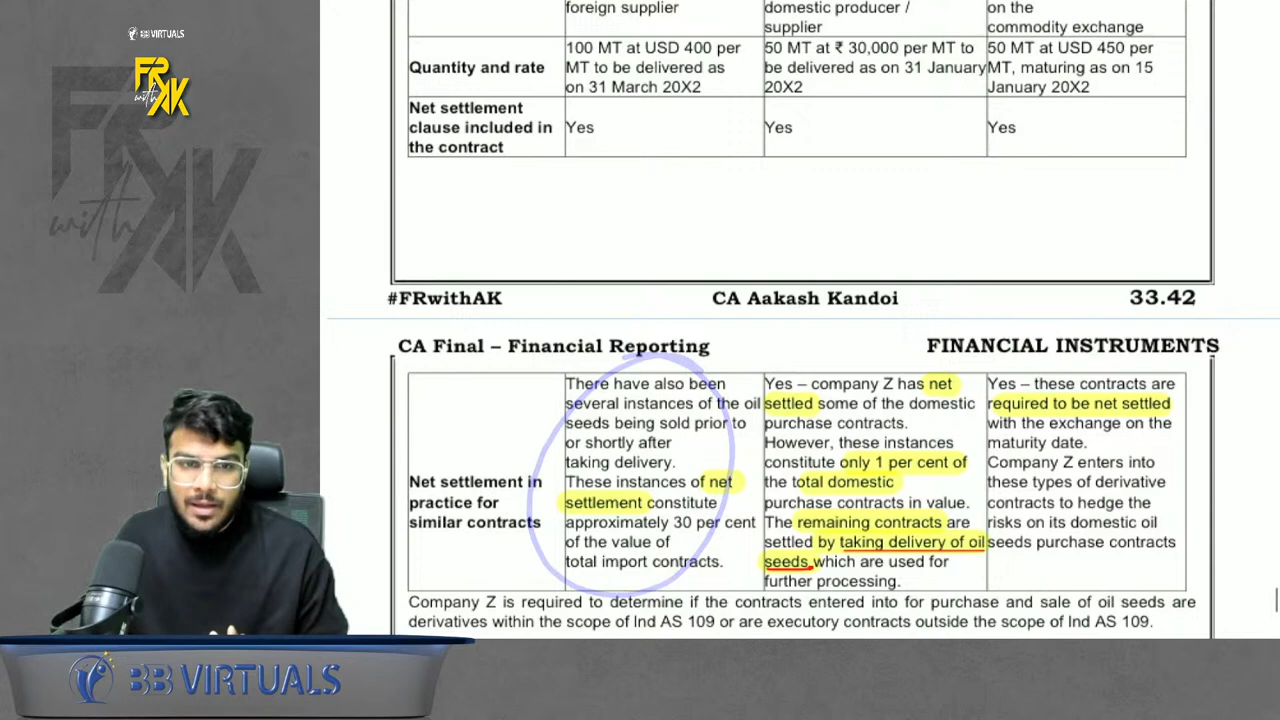 BB VIRTUALS
FR
with
AK
FR
with
AK
foreign supplier
domestic producer /
supplier
on the
commodity exchange
Quantity and rate
100 MT at USD 400 per
MT to be delivered as
on 31 March 20X2
50 MT at ₹ 30,000 per MT to
be delivered as on 31 January
20X2
50 MT at USD 450 per
MT, maturing as on 15
January 20X2
Net settlement
clause included in
the contract
Yes
Yes
Yes
#FRwithAK CA Aakash Kandoi 33.42
CA Final – Financial Reporting FINANCIAL INSTRUMENTS
Net settlement in
practice for
similar contracts
There have also been
several instances of the oil
seeds being sold prior to
or shortly after
taking delivery.
These instances of net
settlement constitute
approximately 30 per cent
of the value of
total import contracts.
Yes – company Z has net
settled some of the domestic
purchase contracts.
However, these instances
constitute only 1 per cent of
the total domestic
purchase contracts in value.
The remaining contracts are
settled by taking delivery of oil
seeds which are used for
further processing.
Yes – these contracts are
required to be net settled
with the exchange on the
maturity date.
Company Z enters into
these types of derivative
contracts to hedge the
risks on its domestic oil
seeds purchase contracts
Company Z is required to determine if the contracts entered into for purchase and sale of oil seeds are
derivatives within the scope of Ind AS 109 or are executory contracts outside the scope of Ind AS 109.
BB VIRTUALS